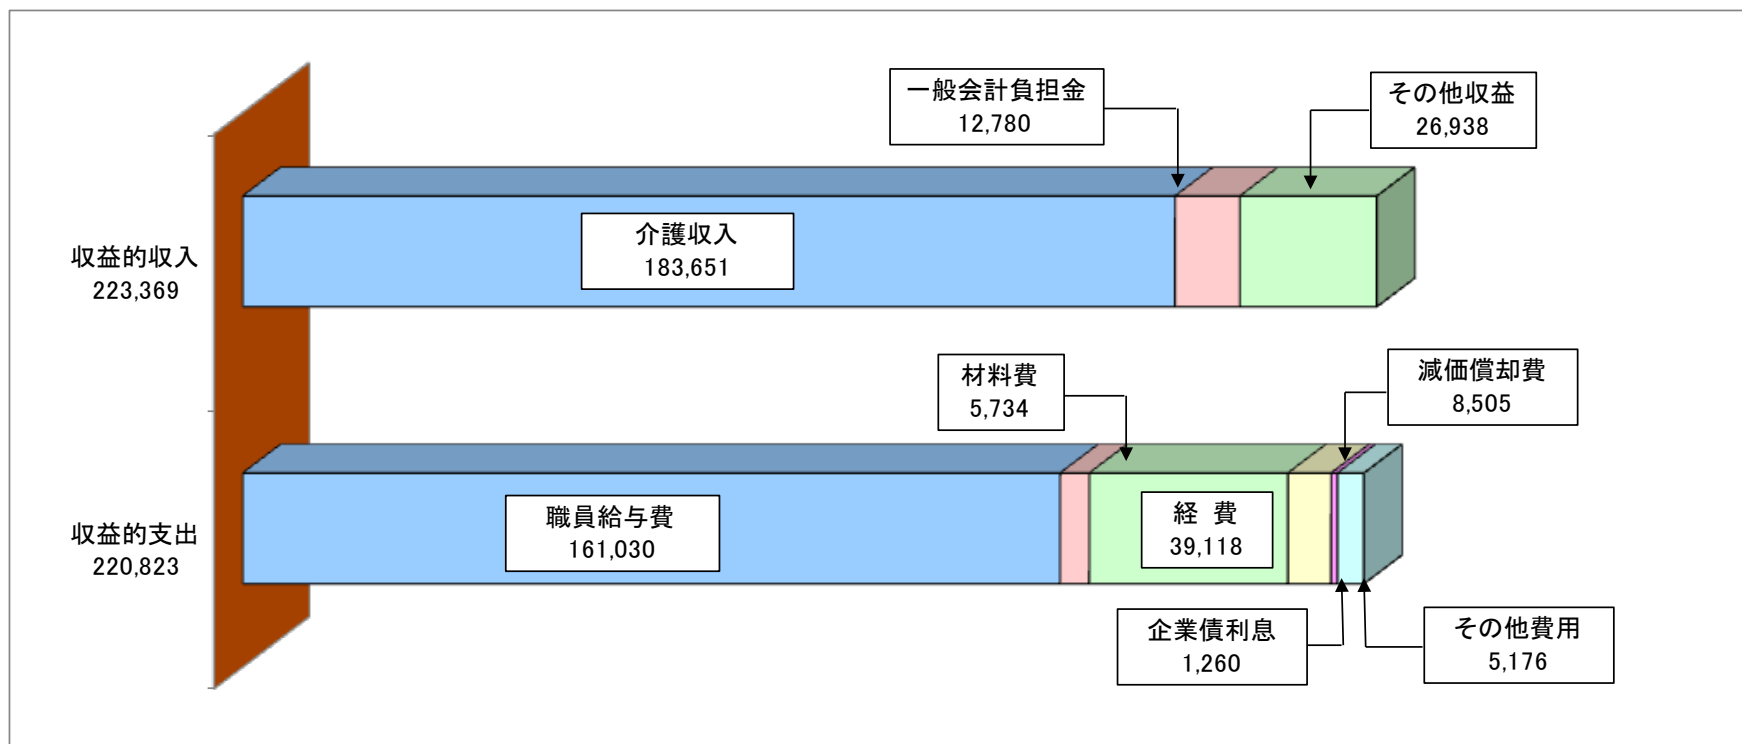 一般会計負担金
12,780
その他収益
26,938
介護収入
183,651
収益的収入
223,369
材料費
5,734
減価償却費
8,505
職員給与費
161,030
経 費
39,118
収益的支出
220,823
企業債利息
1,260
その他費用
5,176